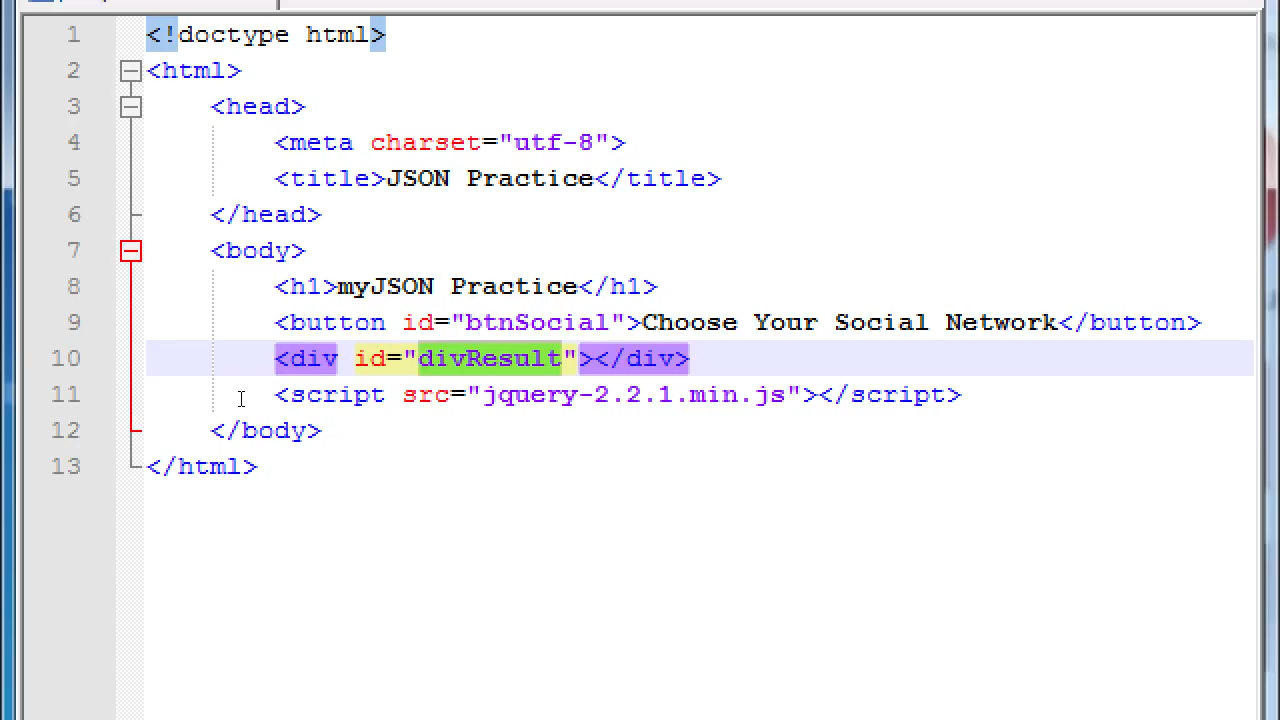 1 <!doctype html>
2 <html>
3 <head>
4 <meta charset="utf-8">
5 <title>JSON Practice</title>
6 </head>
7 <body>
8 <h1>myJSON Practice</h1>
9 <button id="btnSocial">Choose Your Social Network</button>
10 <div id="divResult"></div>
11 <script src="jquery-2.2.1.min.js"></script>
12 </body>
13 </html>